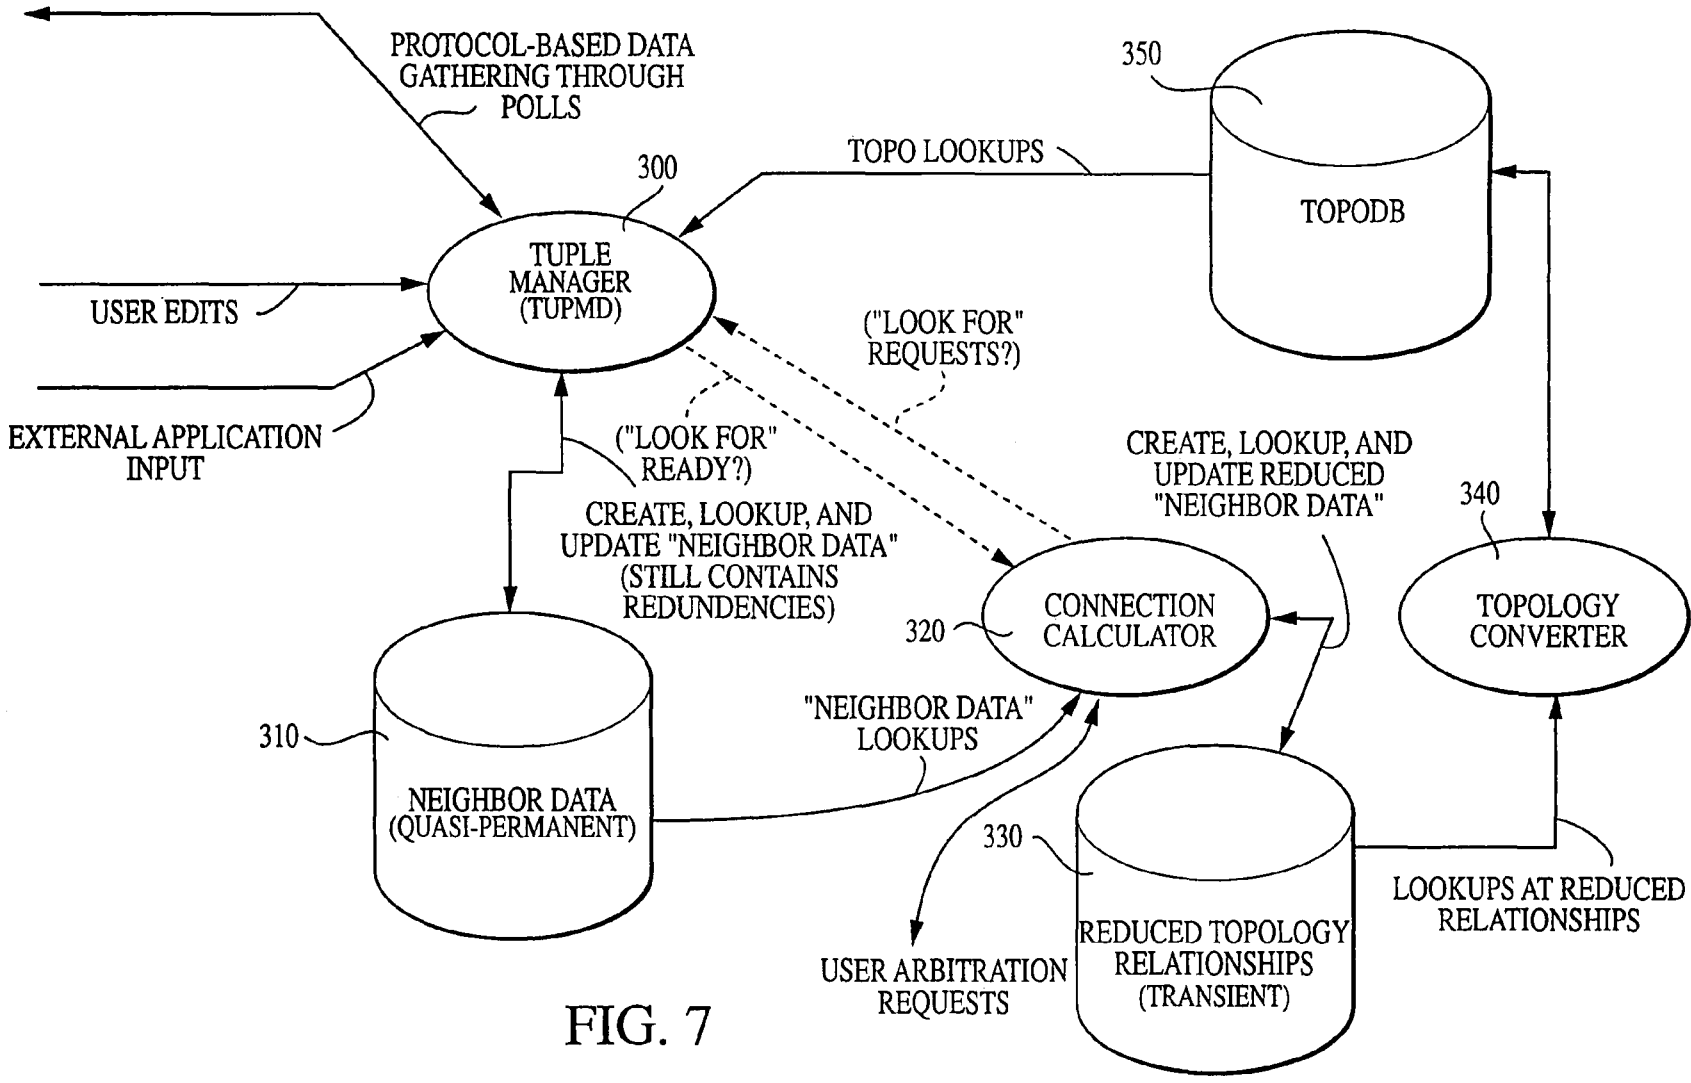 PROTOCOL-BASED DATA
GATHERING THROUGH
POLLS
350
TOPO LOOKUPS
300
TOPODB
TUPLE
MANAGER
(TUPMD)
USER EDITS
("LOOK FOR"
REQUESTS?)
EXTERNAL APPLICATION
INPUT
("LOOK FOR"
READY?)
CREATE, LOOKUP, AND
UPDATE REDUCED
"NEIGHBOR DATA"
340
CREATE, LOOKUP, AND
UPDATE "NEIGHBOR DATA"
(STILL CONTAINS
REDUNDENCIES)
320
CONNECTION
CALCULATOR
TOPOLOGY
CONVERTER
310
"NEIGHBOR DATA"
LOOKUPS
NEIGHBOR DATA
(QUASI-PERMANENT)
330
LOOKUPS AT REDUCED
RELATIONSHIPS
REDUCED TOPOLOGY
RELATIONSHIPS
(TRANSIENT)
USER ARBITRATION
REQUESTS
FIG. 7